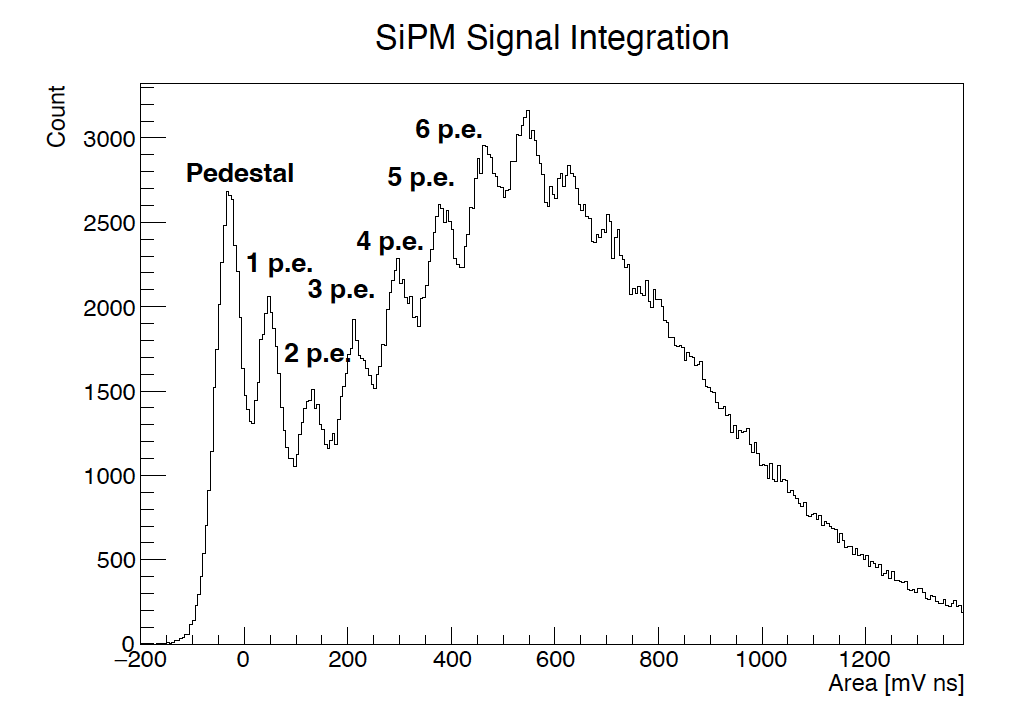 SiPM Signal Integration
Count
3000
2500
2000
1500
1000
500
0
Pedestal
1 p.e.
2 p.e.
3 p.e.
4 p.e.
5 p.e.
6 p.e.
−200 0 200 400 600 800 1000 1200
Area [mV ns]